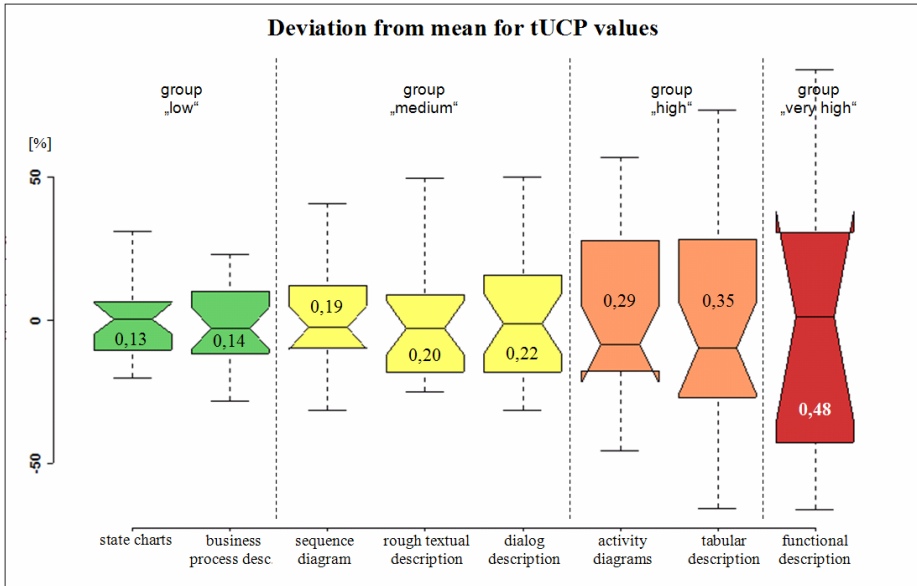 Deviation from mean for tUCP values
group
„low“
group
„medium“
group
„high“
group
„very high“
[%]
50
0
-50
0,13
0,14
0,19
0,20
0,22
0,29
0,35
0,48
state charts
business
process desc.
sequence
diagram
rough textual
description
dialog
description
activity
diagrams
tabular
description
functional
description